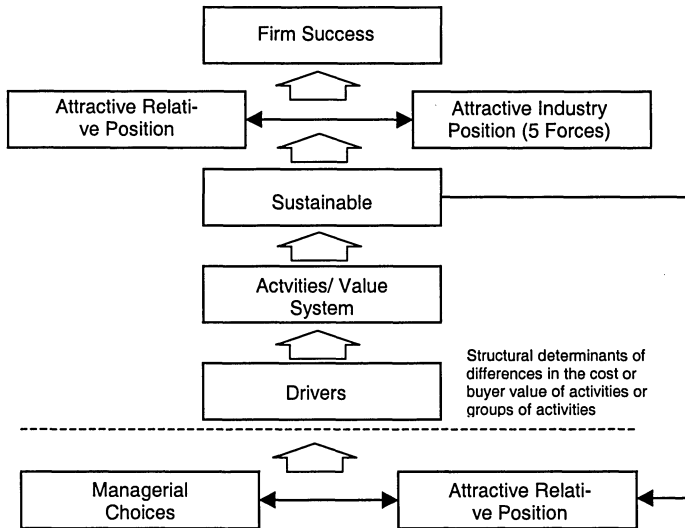 Firm Success
Attractive Relati-
ve Position
Attractive Industry
Position (5 Forces)
Sustainable
Actvities/ Value
System
Drivers
Structural determinants of
differences in the cost or
buyer value of activities or
groups of activities
Managerial
Choices
Attractive Relati-
ve Position